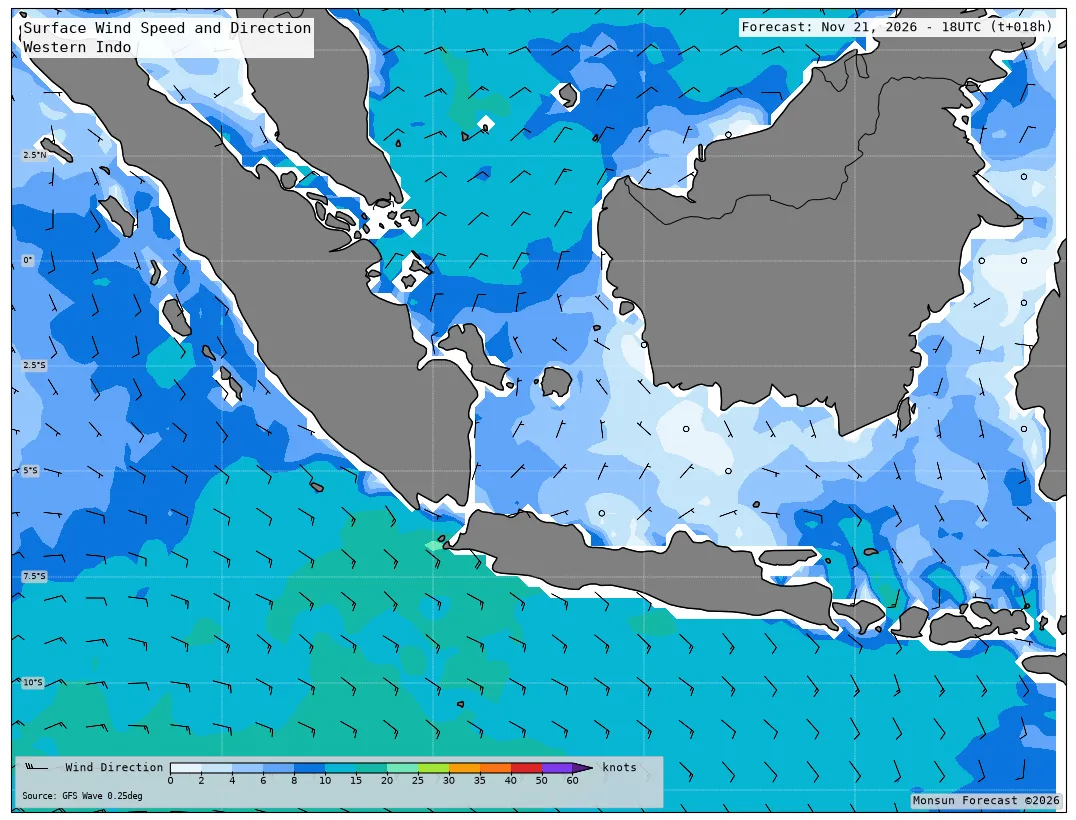 Surface Wind Speed and Direction
Western Indo
Forecast: Nov 21, 2026 - 18UTC (t+018h)
2.5°N
0°
2.5°S
5°S
7.5°S
10°S
Wind Direction
0 2 4 6 8 10 15 20 25 30 35 40 50 60
knots
Source: GFS Wave 0.25deg
Monsun Forecast ©2026